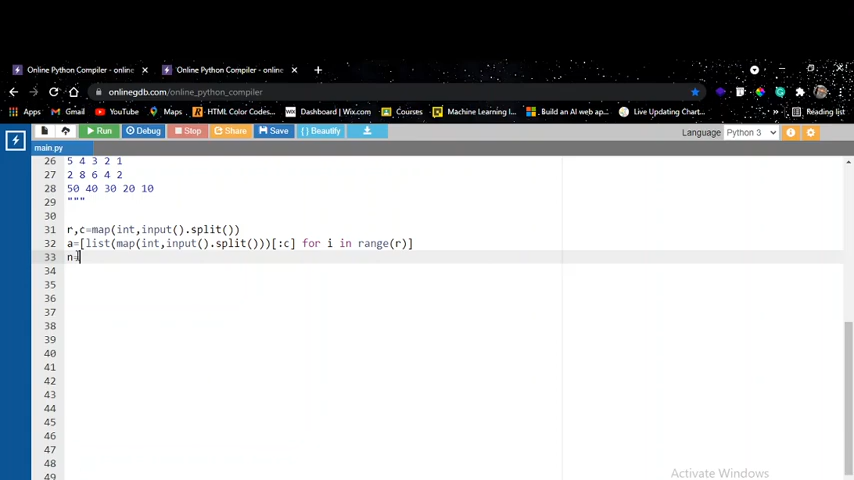 Online Python Compiler - online
Online Python Compiler - online
onlinegdb.com/online_python_compiler
Apps
Gmail
YouTube
Maps
HTML Color Codes...
Dashboard | Wix.com
Courses
Machine Learning I...
Build an AI web ap...
Live Updating Chart...
Reading list
Run
Debug
Stop
Share
Save
{ } Beautify
Language
Python 3
main.py
26 5 4 3 2 1
27 2 8 6 4 2
28 50 40 30 20 10
29 """
30
31 r,c=map(int,input().split())
32 a=[list(map(int,input().split()))[:c] for i in range(r)]
33 n=
34
35
36
37
38
39
40
41
42
43
44
45
46
47
48
49
Activate Windows